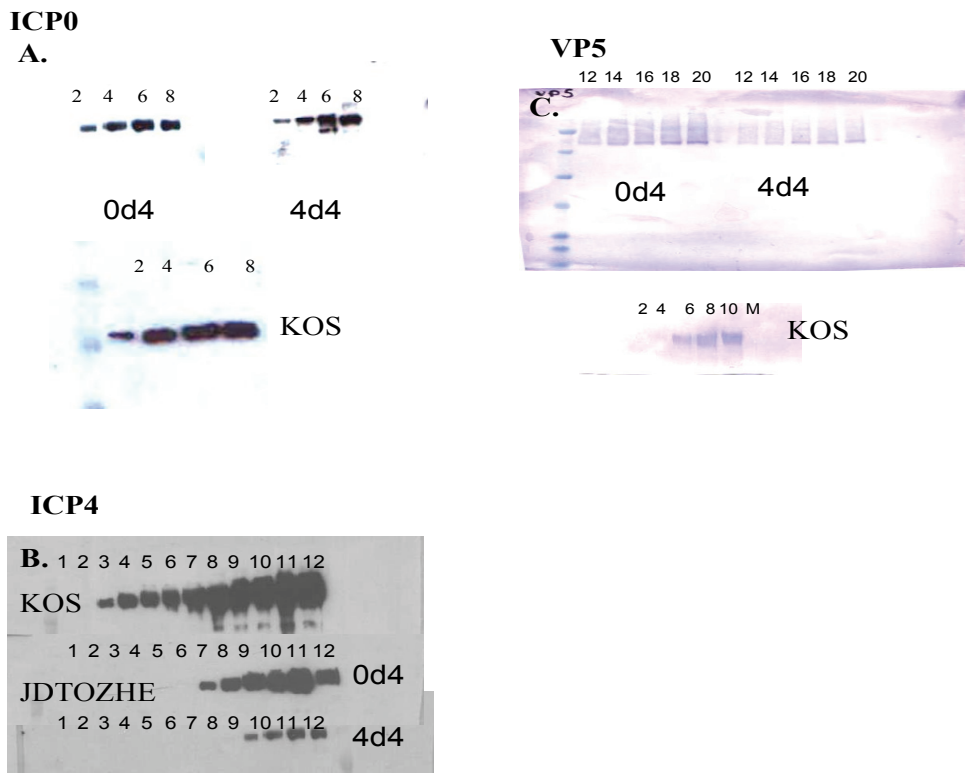 ICP0
A.
2 4 6 8
2 4 6 8
0d4
4d4
2 4 6 8
KOS
VP5
12 14 16 18 20 12 14 16 18 20
VP5
C.
0d4
4d4
2 4 6 8 10 M
KOS
ICP4
B. 1 2 3 4 5 6 7 8 9 10 11 12
KOS
1 2 3 4 5 6 7 8 9 10 11 12
0d4
JDTOZHE
1 2 3 4 5 6 7 8 9 10 11 12
4d4